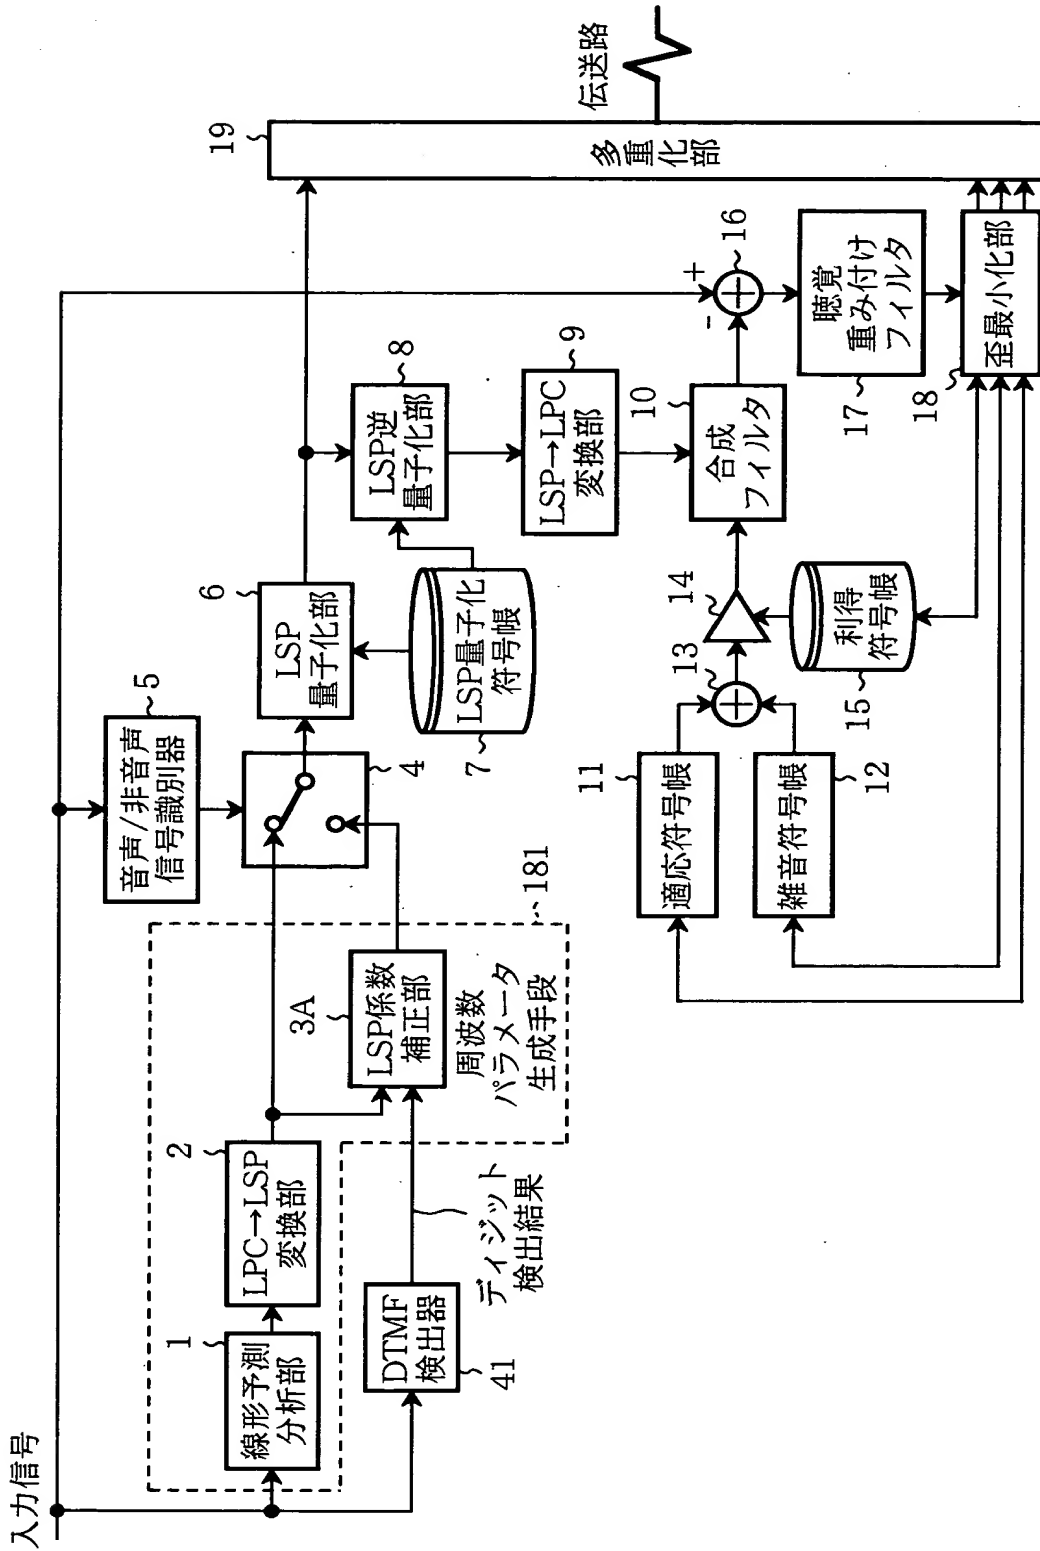 入力信号
1
線形予測
分析部
2
LPC→LSP
変換部
DTMF
検出器
41
ディジット
検出結果
3A
LSP係数
補正部
周波数
パラメータ
生成手段
181
音声/非音声
信号識別器
5
4
6
LSP
量子化部
LSP量子化
符号帳
7
LSP逆
量子化部
8
LSP→LPC
変換部
9
合成
フィルタ
10
適応符号帳
11
雑音符号帳
12
13
14
利得
符号帳
15
+
-
16
聴覚
重み付け
フィルタ
17
歪最小化部
18
19
多重化部
伝送路